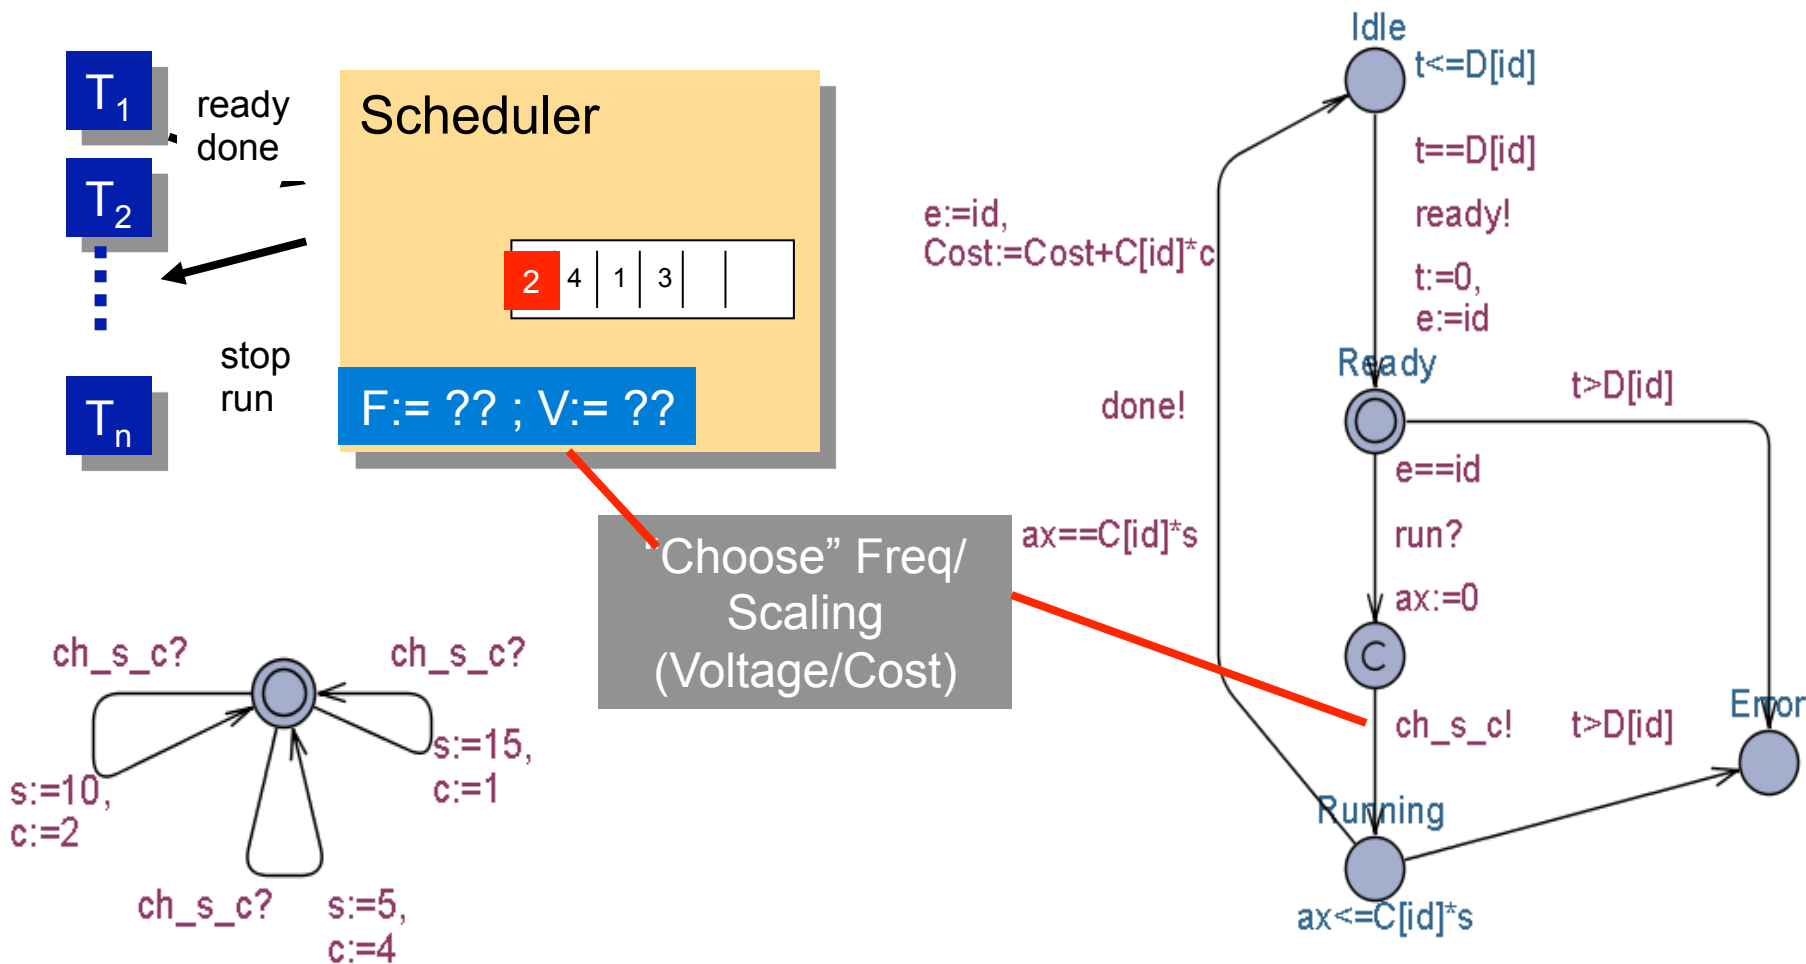 T1
T2
Tn
ready
done
stop
run
Scheduler
2 4 1 3
F:= ?? ; V:= ??
"Choose” Freq/
Scaling
(Voltage/Cost)
ch_s_c?
s:=10,
c:=2
ch_s_c?
s:=15,
c:=1
ch_s_c?
s:=5,
c:=4
Idle
t<=D[id]
t==D[id]
ready!
t:=0,
e:=id
e:=id,
Cost:=Cost+C[id]*c
done!
ax==C[id]*s
Ready
t>D[id]
e==id
run?
ax:=0
C
ch_s_c!
t>D[id]
Error
Running
ax<=C[id]*s